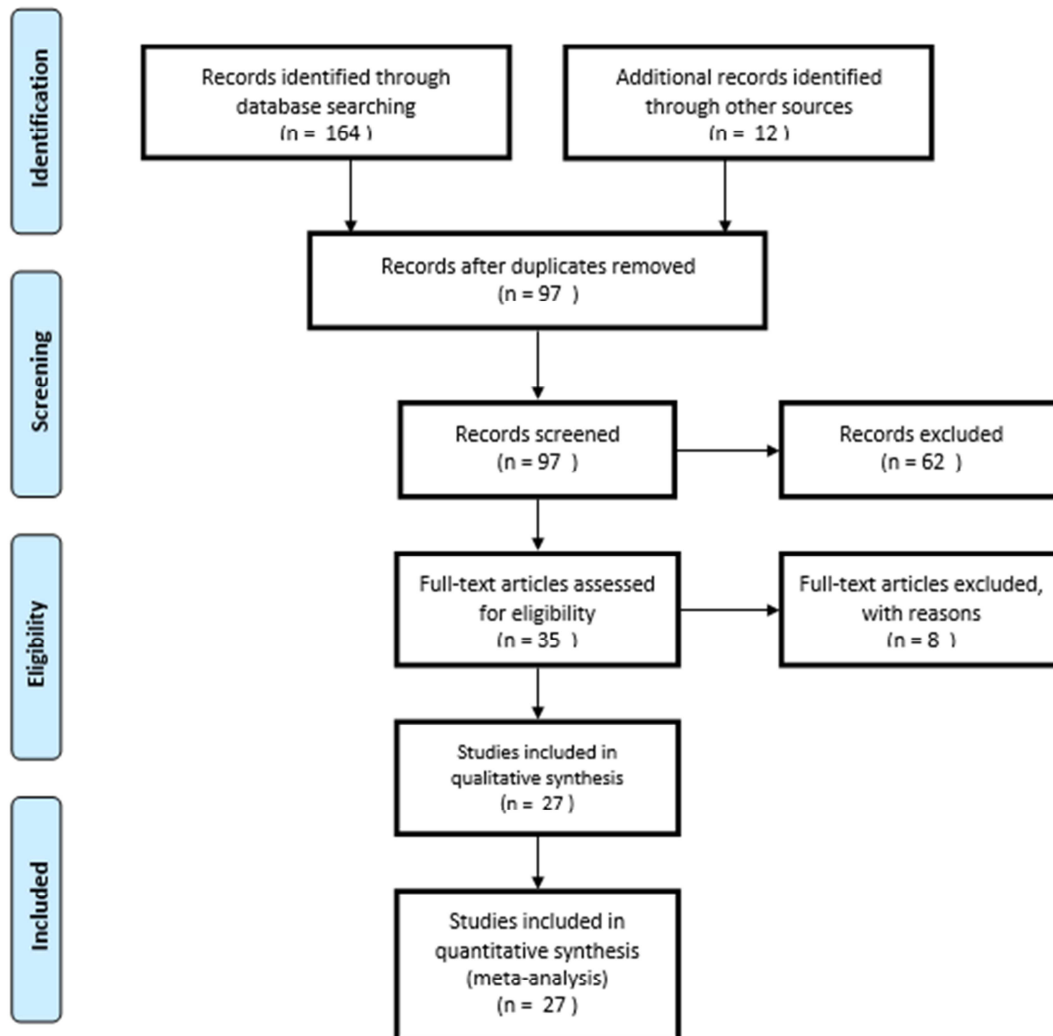 Identification
Records identified through
database searching
(n = 164 )
Additional records identified
through other sources
(n = 12 )
Records after duplicates removed
(n = 97 )
Screening
Records screened
(n = 97 )
Records excluded
(n = 62 )
Eligibility
Full-text articles assessed
for eligibility
(n = 35 )
Full-text articles excluded,
with reasons
(n = 8 )
Studies included in
qualitative synthesis
(n = 27 )
Included
Studies included in
quantitative synthesis
(meta-analysis)
(n = 27 )